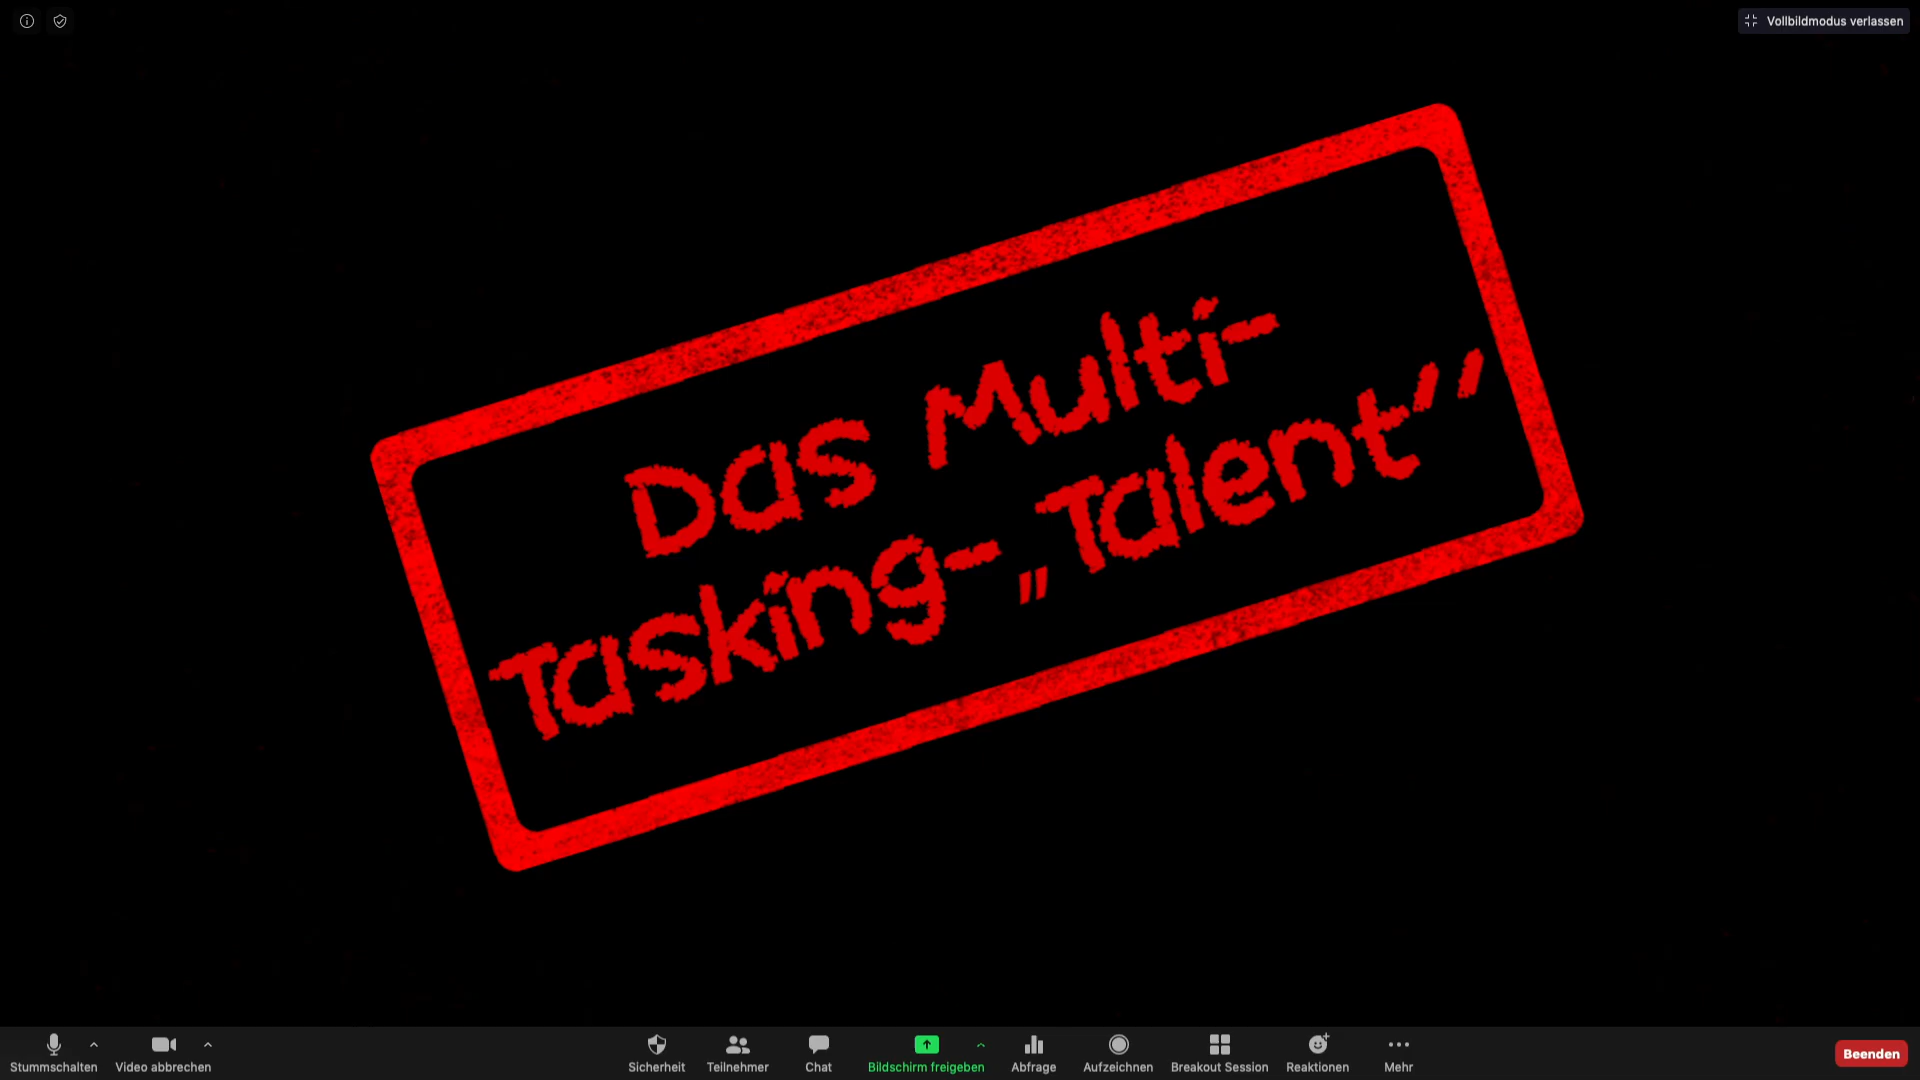 Vollbildmodus verlassen
Das Multi-
Tasking-„Talent''
Stummschalten
Video abbrechen
Sicherheit
Teilnehmer
Chat
Bildschirm freigeben
Abfrage
Aufzeichnen
Breakout Session
Reaktionen
Mehr
Beenden